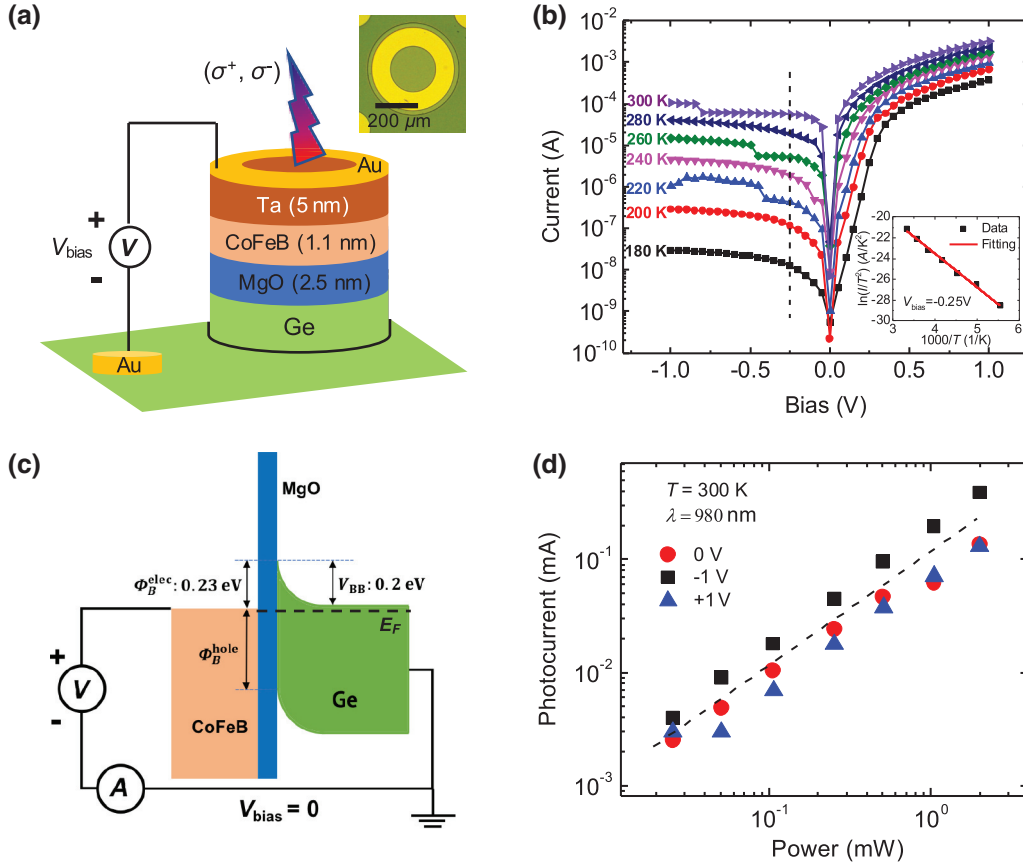 (a)
(σ⁺, σ⁻)
200 µm
Au
Ta (5 nm)
CoFeB (1.1 nm)
MgO (2.5 nm)
Ge
+
V
V_bias
-
Au
(b)
Current (A)
10⁻²
10⁻³
10⁻⁴
10⁻⁵
10⁻⁶
10⁻⁷
10⁻⁸
10⁻⁹
10⁻¹⁰
300 K
280 K
260 K
240 K
220 K
200 K
180 K
-1.0 -0.5 0.0 0.5 1.0
Bias (V)
ln(I/T²) (A/K²)
-20
-22
-24
-26
-28
-30
Data
Fitting
V_bias=-0.25V
3 4 5 6
1000/T (1/K)
(c)
MgO
Φ_B^elec: 0.23 eV
V_BB: 0.2 eV
E_F
Φ_B^hole
+
V
-
Ge
CoFeB
A
V_bias = 0
(d)
Photocurrent (mA)
10⁻¹
10⁻²
10⁻³
T = 300 K
λ = 980 nm
0 V
-1 V
+1 V
10⁻¹ 10⁰
Power (mW)